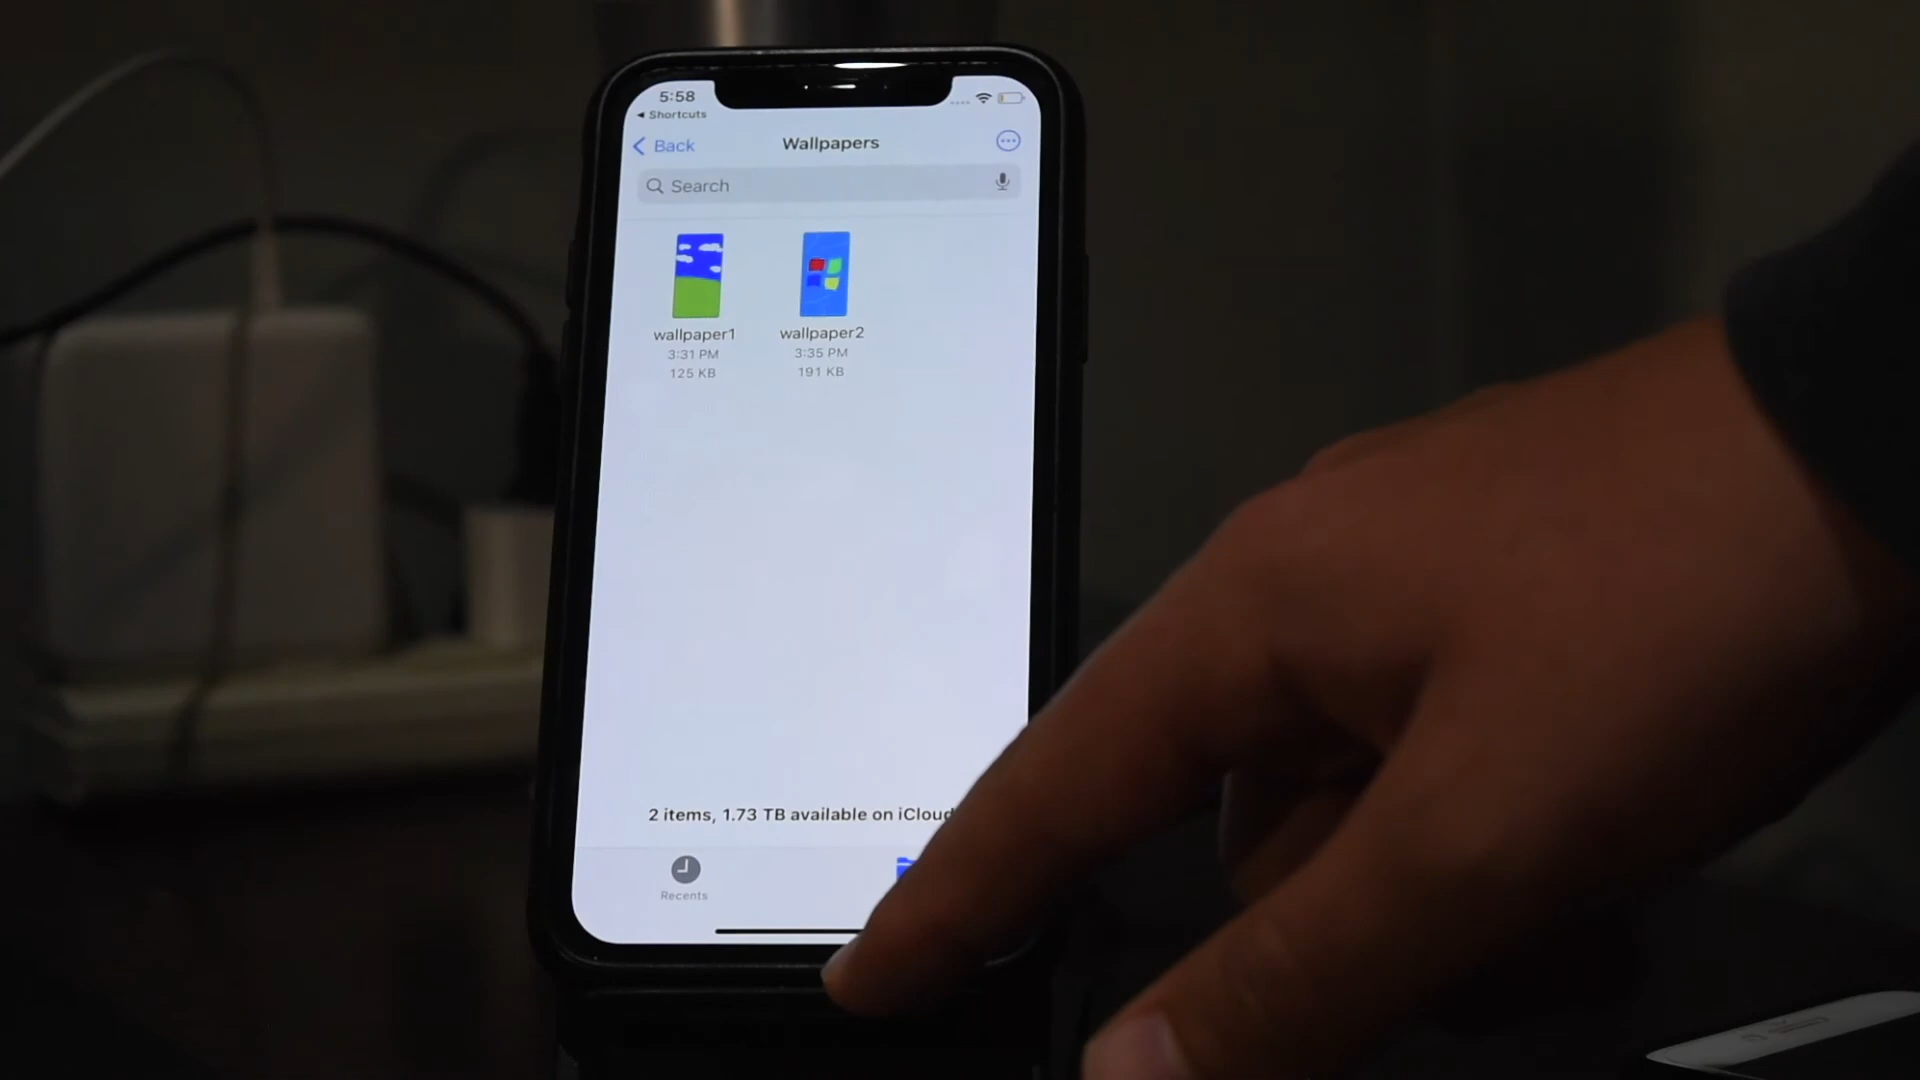 5:58
◂ Shortcuts
Back
Wallpapers
Search
wallpaper1
3:31 PM
125 KB
wallpaper2
3:35 PM
191 KB
2 items, 1.73 TB available on iCloud
Recents